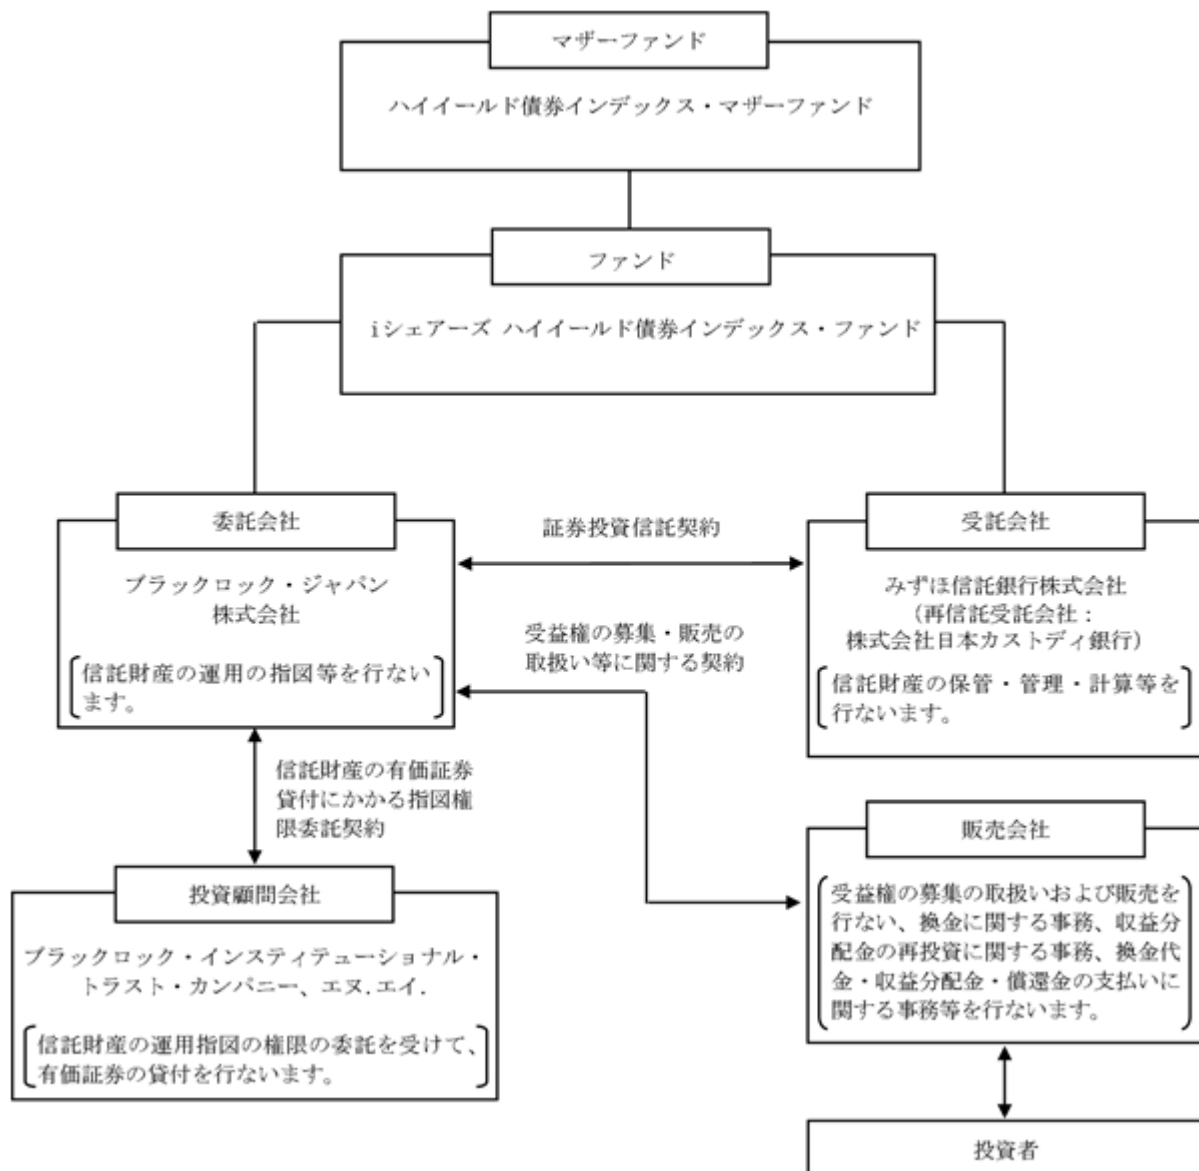 マザーファンド
ハイイールド債券インデックス・マザーファンド
ファンド
iシェアーズ ハイイールド債券インデックス・ファンド
委託会社
ブラックロック・ジャパン
株式会社
信託財産の運用の指図等を行ない
ます。
証券投資信託契約
受益権の募集・販売の
取扱い等に関する契約
受託会社
みずほ信託銀行株式会社
（再信託受託会社：
株式会社日本カストディ銀行）
信託財産の保管・管理・計算等を
行ないます。
信託財産の有価証券
貸付にかかる指図権
限委託契約
投資顧問会社
ブラックロック・インスティテューショナル・
トラスト・カンパニー、エヌ.エイ.
信託財産の運用指図の権限の委託を受けて、
有価証券の貸付を行ないます。
販売会社
受益権の募集の取扱いおよび販売を
行ない、換金に関する事務、収益分
配金の再投資に関する事務、換金代
金・収益分配金・償還金の支払いに
関する事務等を行ないます。
投資者